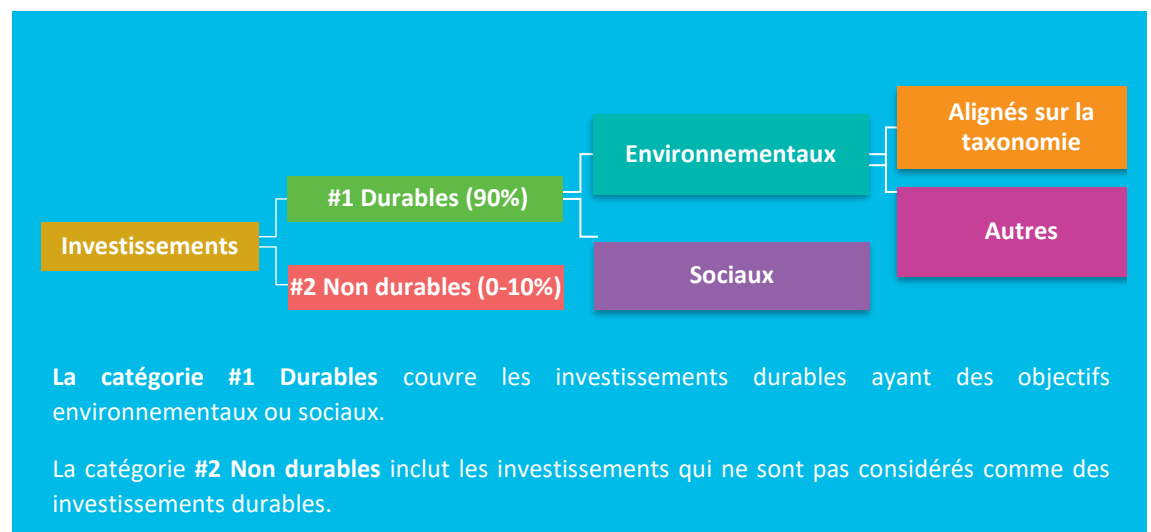 Alignés sur la
taxonomie
Environnementaux
#1 Durables (90%)
Autres
Investissements
Sociaux
#2 Non durables (0-10%)
La catégorie #1 Durables couvre les investissements durables ayant des objectifs
environnementaux ou sociaux.
La catégorie #2 Non durables inclut les investissements qui ne sont pas considérés comme des
investissements durables.